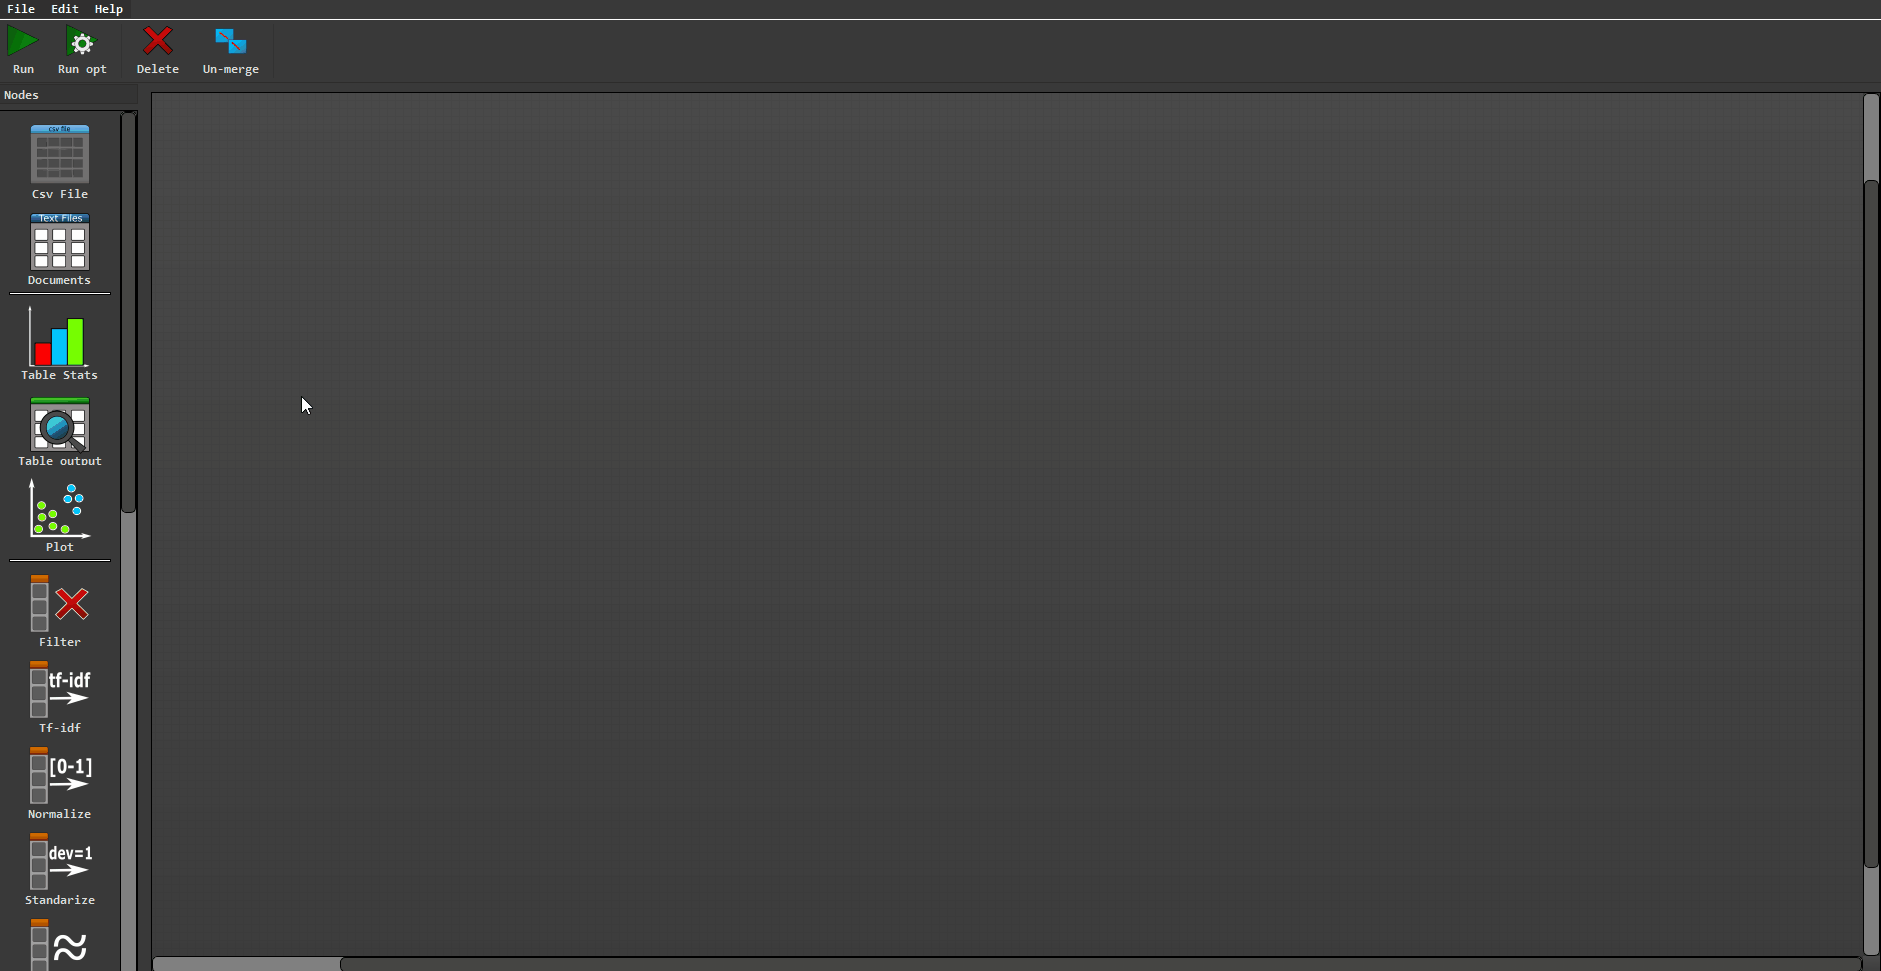 File Edit Help
Run Run opt Delete Un-merge
Nodes
csv file
Csv File
Text Files
Documents
Table Stats
Table output
Plot
Filter
tf-idf
Tf-idf
[0-1]
Normalize
dev=1
Standarize
≈